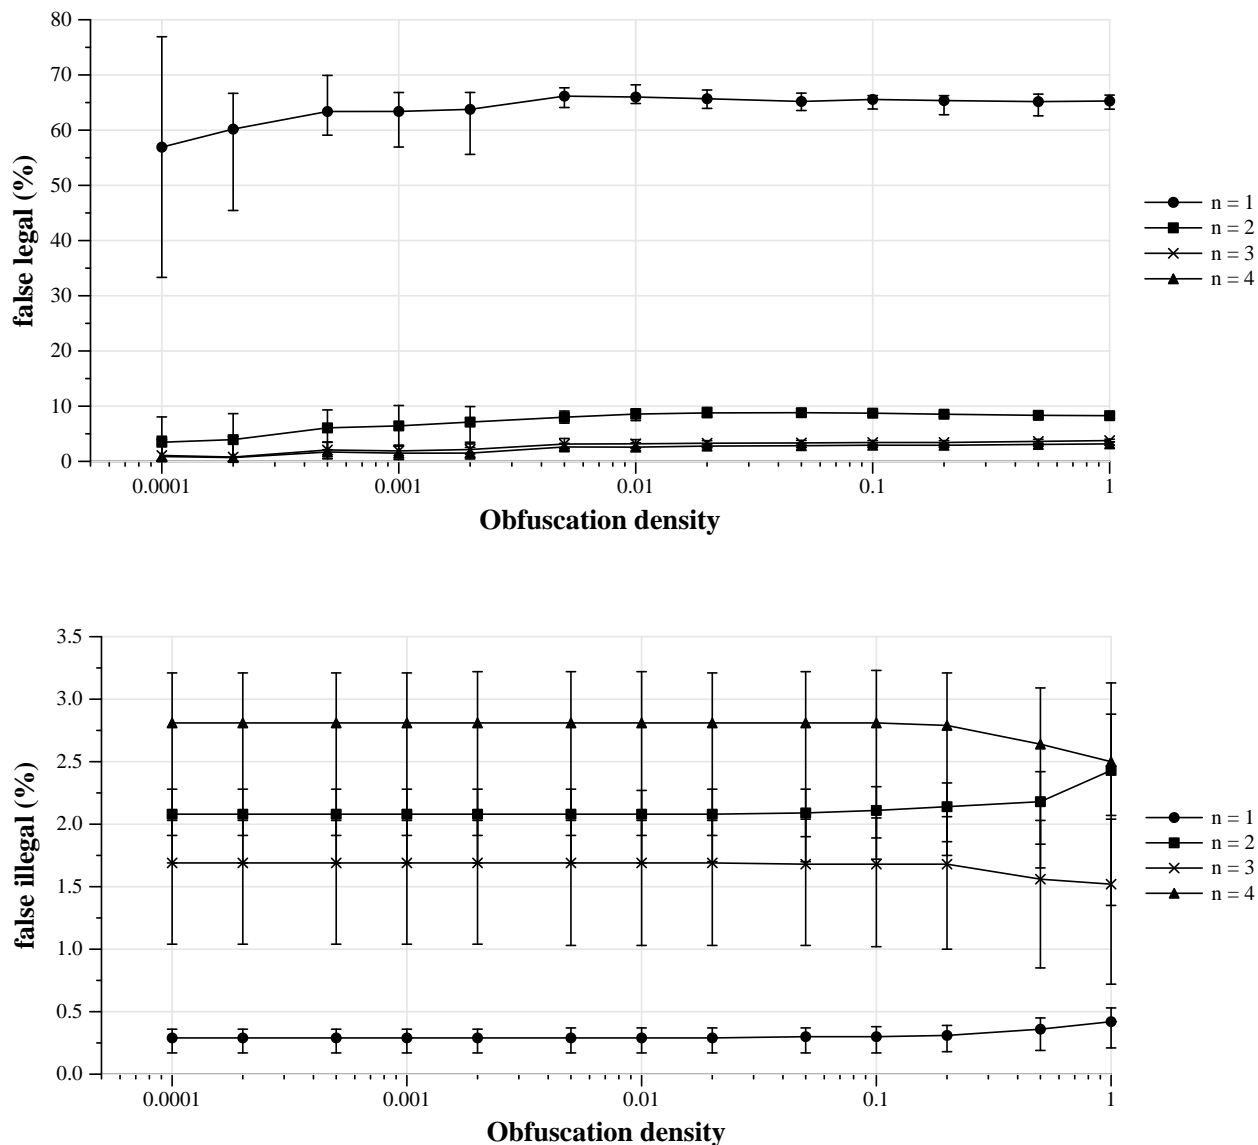 80
70
60
50
40
30
20
10
0
false legal (%)
0.0001 0.001 0.01 0.1 1
Obfuscation density
n = 1
n = 2
n = 3
n = 4
3.5
3.0
2.5
2.0
1.5
1.0
0.5
0.0
false illegal (%)
0.0001 0.001 0.01 0.1 1
Obfuscation density
n = 1
n = 2
n = 3
n = 4